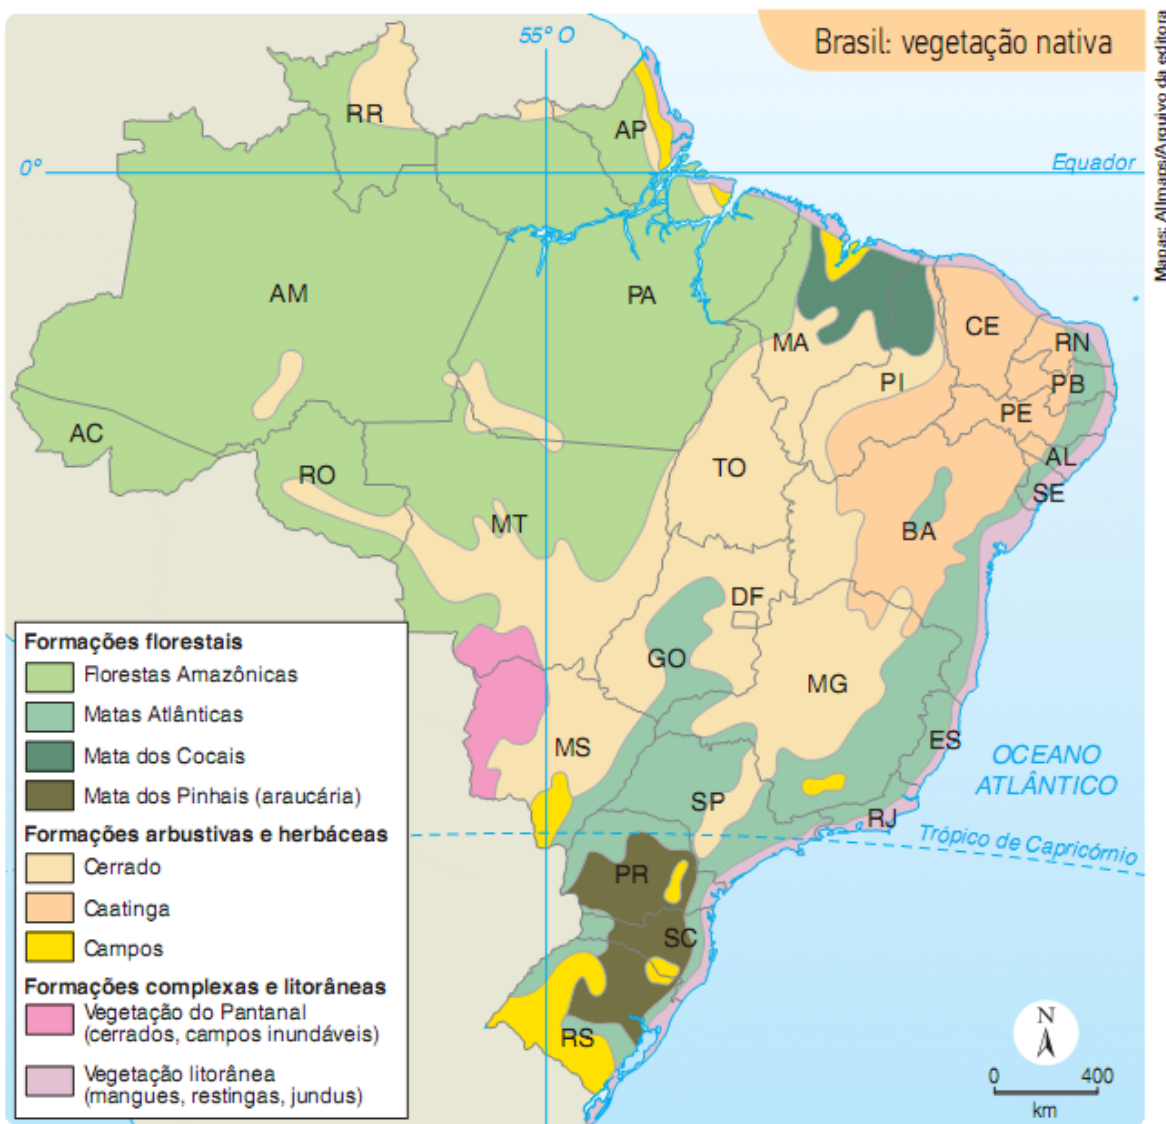 Brasil: vegetação nativa
Mapas: Allmaps/Arquivo da editora
55° O
0°
Equador
RR
AP
AM
PA
MA
CE
RN
PB
PI
PE
AC
AL
TO
SE
RO
MT
BA
DF
GO
MG
MS
ES
SP
RJ
PR
SC
RS
OCEANO
ATLÂNTICO
Trópico de Capricórnio
Formações florestais
Florestas Amazônicas
Matas Atlânticas
Mata dos Cocais
Mata dos Pinhais (araucária)
Formações arbustivas e herbáceas
Cerrado
Caatinga
Campos
Formações complexas e litorâneas
Vegetação do Pantanal
(cerrados, campos inundáveis)
Vegetação litorânea
(mangues, restingas, jundus)
N
0 400
km